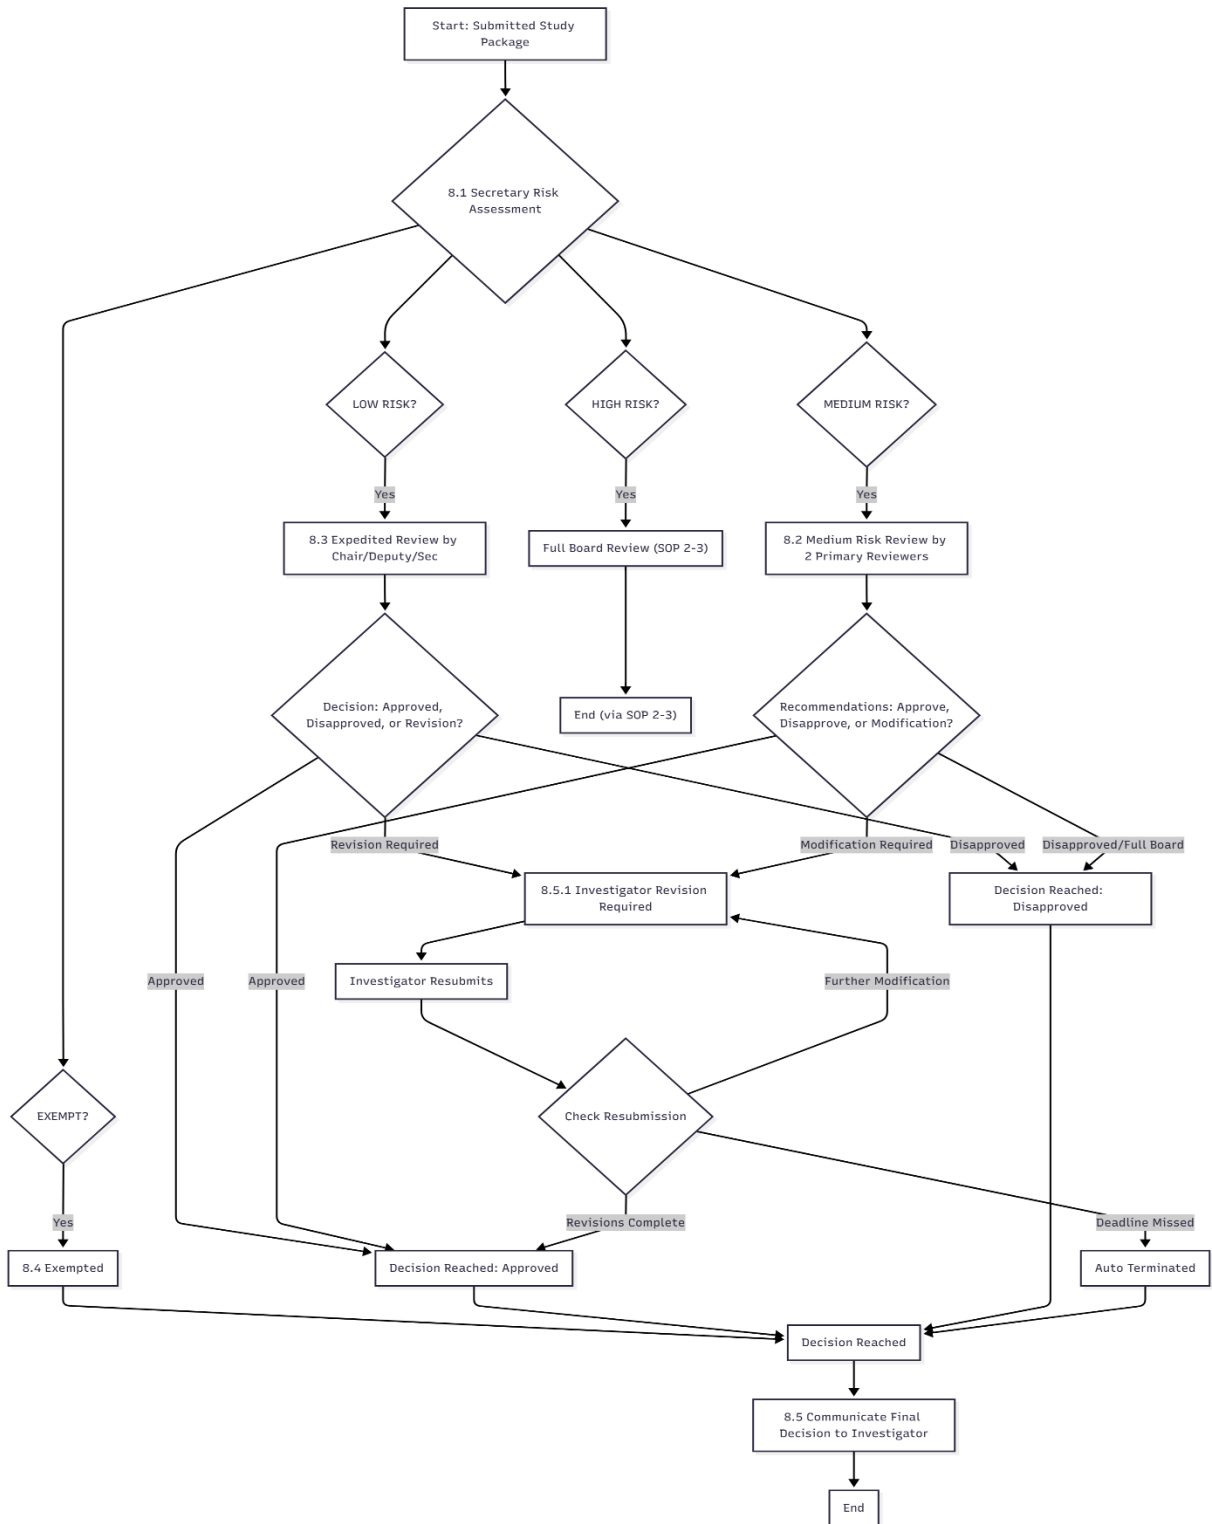 Start: Submitted Study
Package
8.1 Secretary Risk
Assessment
LOW RISK?
HIGH RISK?
MEDIUM RISK?
Yes
Yes
Yes
8.3 Expedited Review by
Chair/Deputy/Sec
Full Board Review (SOP 2-3)
8.2 Medium Risk Review by
2 Primary Reviewers
Decision: Approved,
Disapproved, or Revision?
End (via SOP 2-3)
Recommendations: Approve,
Disapprove, or Modification?
Revision Required
Modification Required
Disapproved
Disapproved/Full Board
8.5.1 Investigator Revision
Required
Decision Reached:
Disapproved
Approved
Approved
Investigator Resubmits
Further Modification
EXEMPT?
Check Resubmission
Yes
Revisions Complete
Deadline Missed
8.4 Exempted
Decision Reached: Approved
Auto Terminated
Decision Reached
8.5 Communicate Final
Decision to Investigator
End